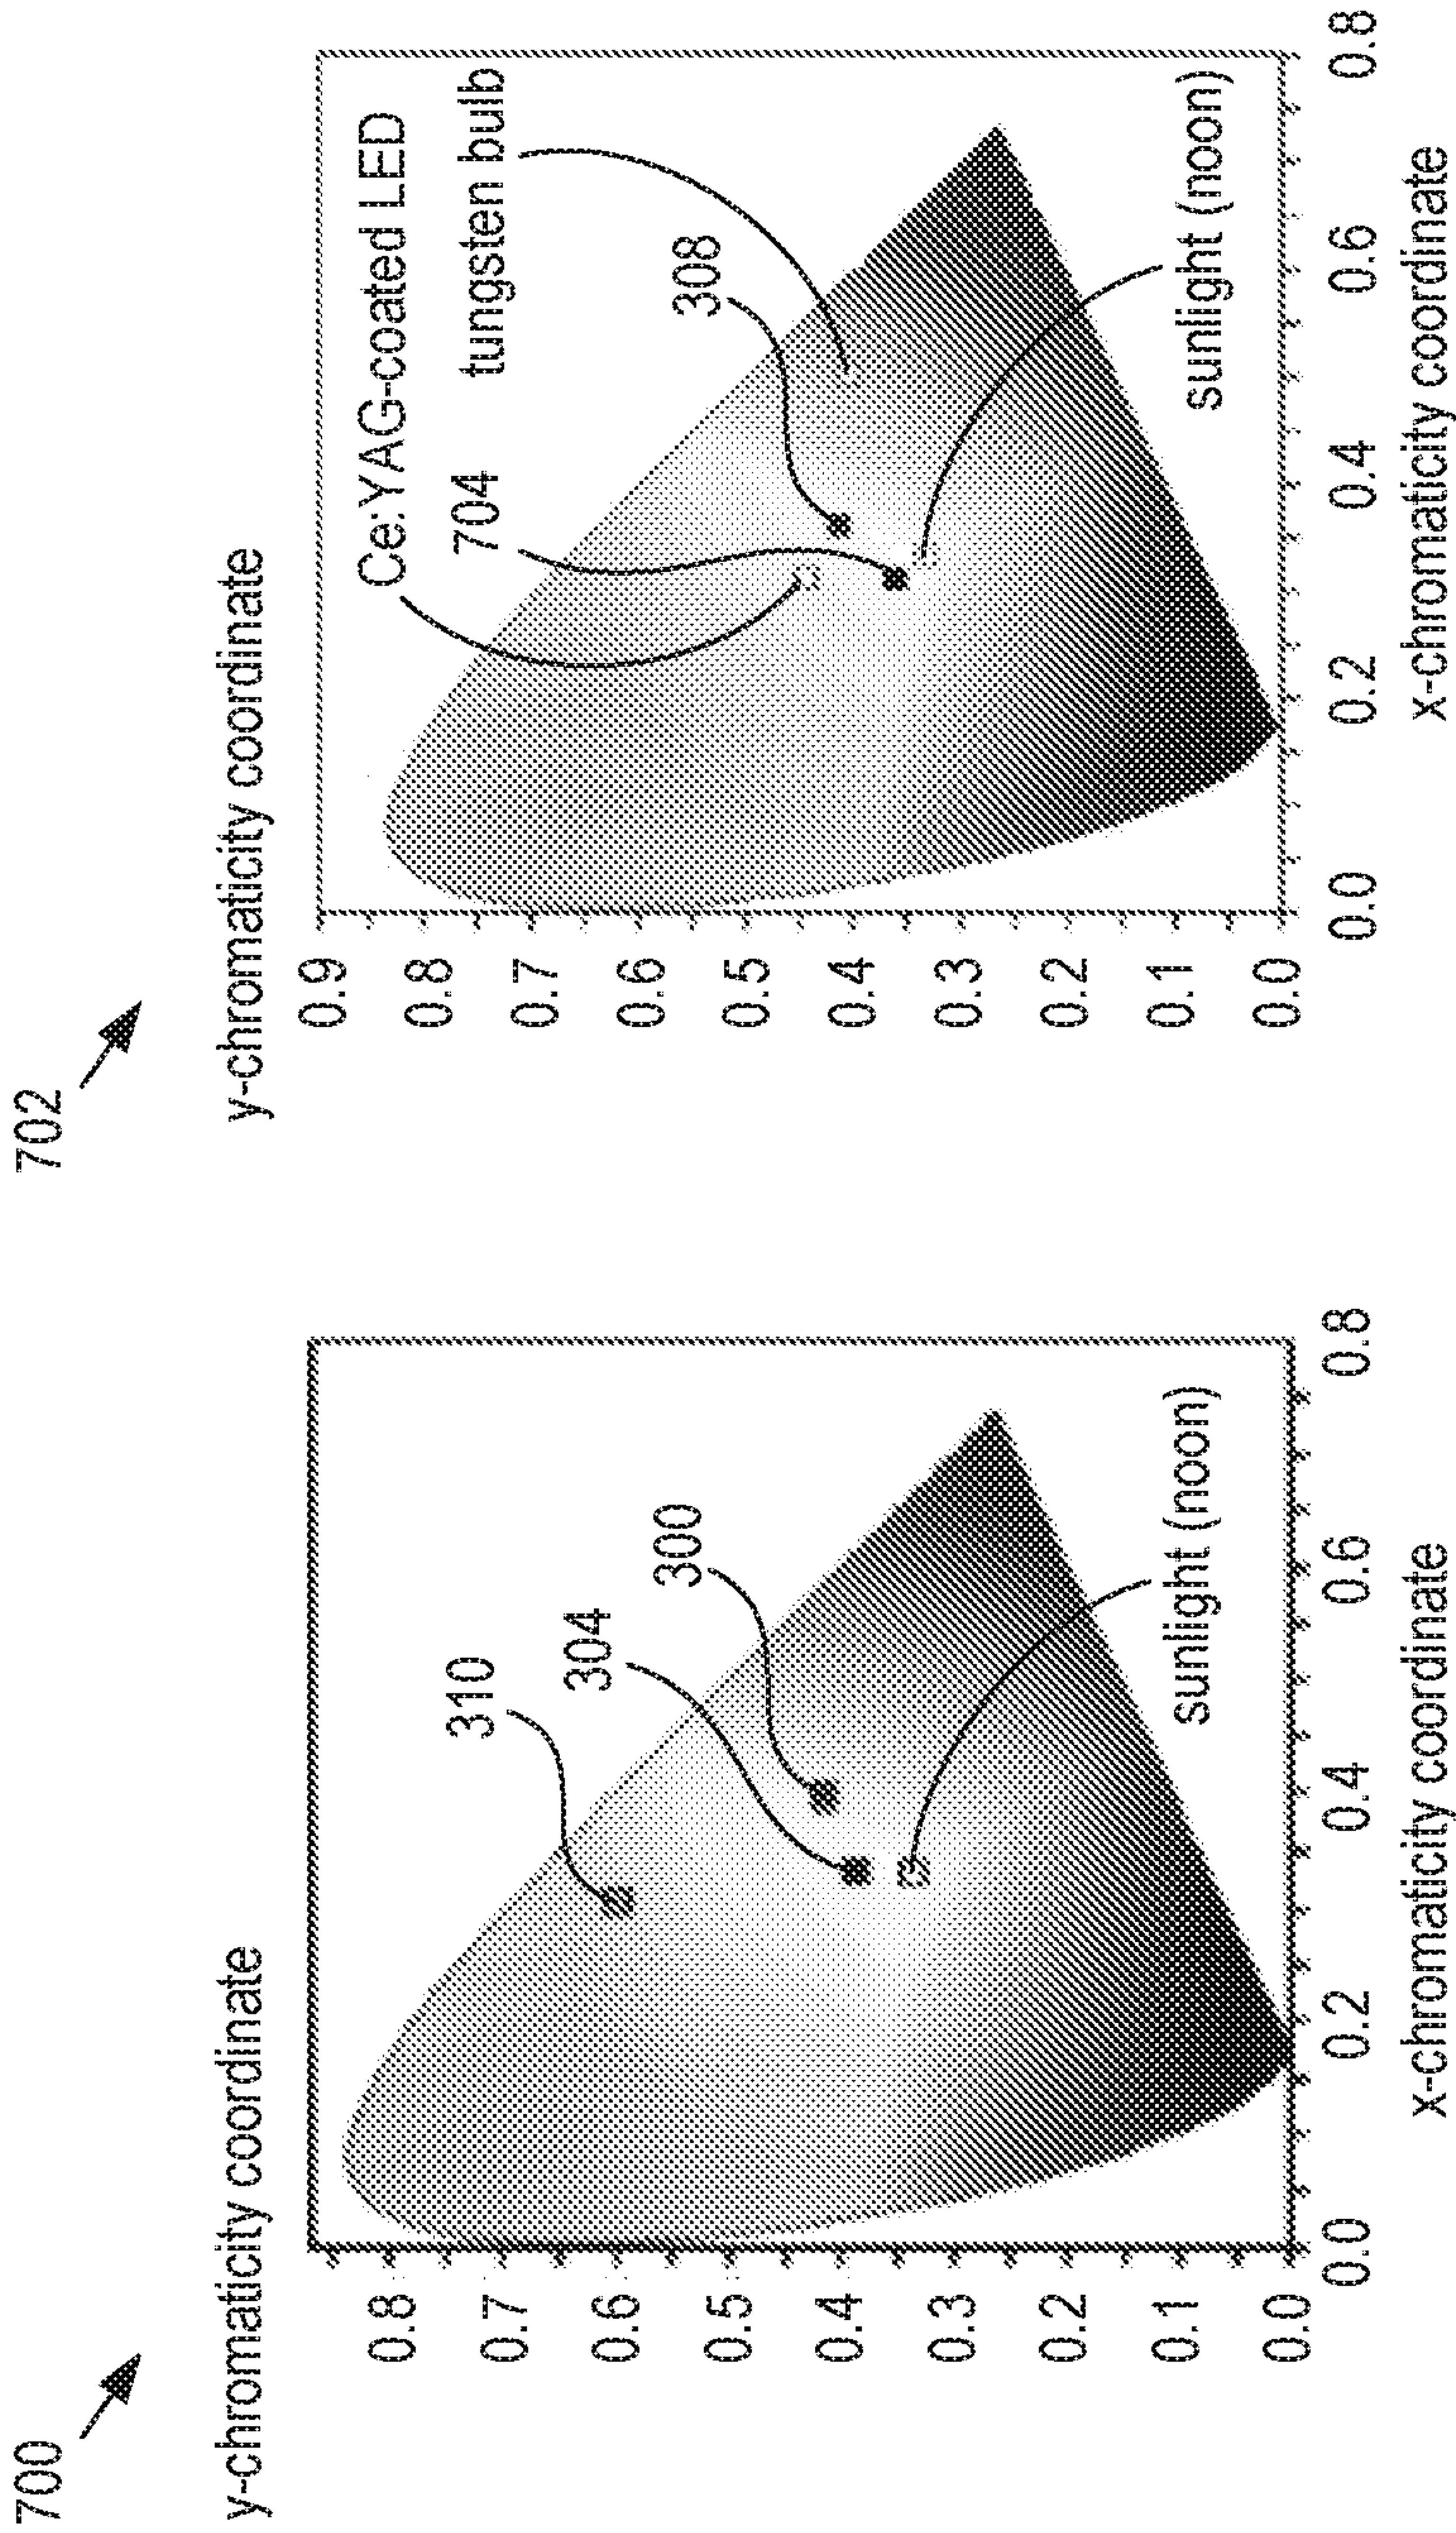 700
y-chromaticity coordinate
0.8
0.7
0.6
0.5
0.4
0.3
0.2
0.1
0.0
310
304
300
sunlight (noon)
0.0 0.2 0.4 0.6 0.8
x-chromaticity coordinate
702
y-chromaticity coordinate
0.9
0.8
0.7
0.6
0.5
0.4
0.3
0.2
0.1
0.0
Ce:YAG-coated LED
704
tungsten bulb
308
sunlight (noon)
0.0 0.2 0.4 0.6 0.8
x-chromaticity coordinate